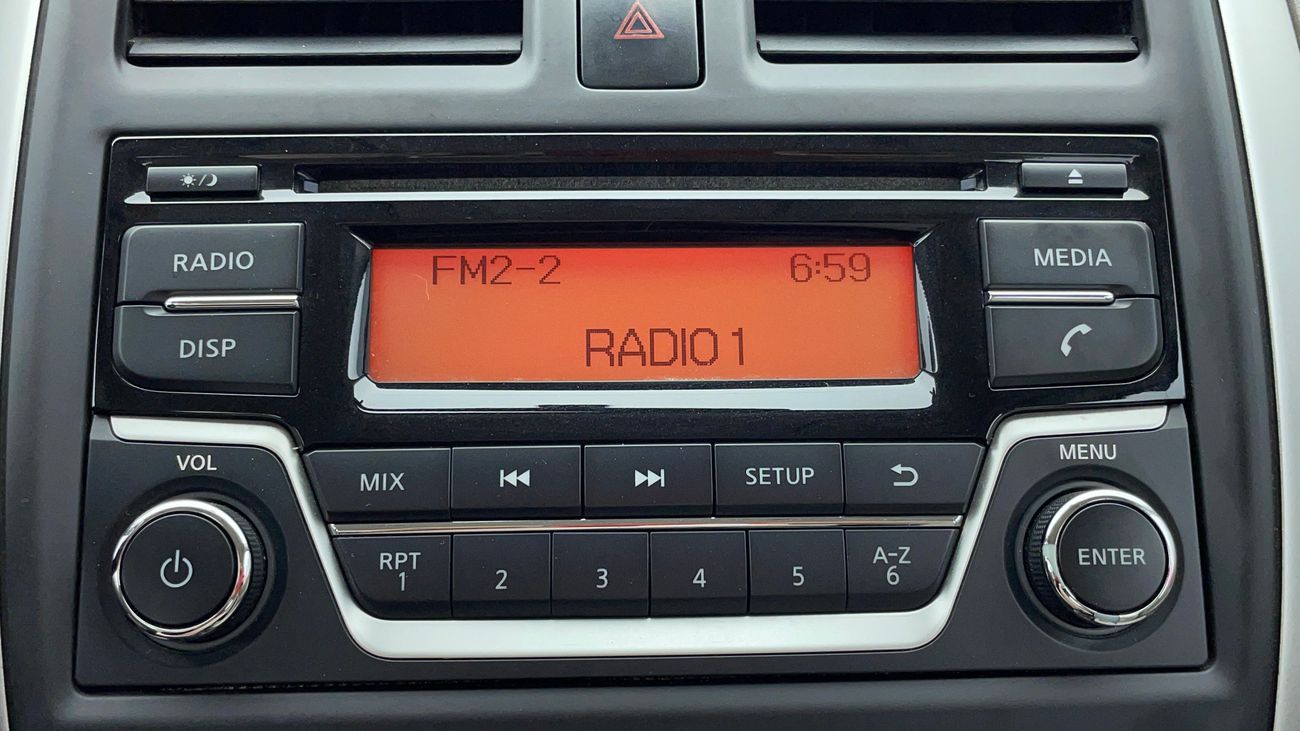 RADIO
DISP
FM2-2 6:59
RADIO 1
MEDIA
VOL
MENU
MIX
SETUP
RPT
1
2
3
4
5
A-Z
6
ENTER